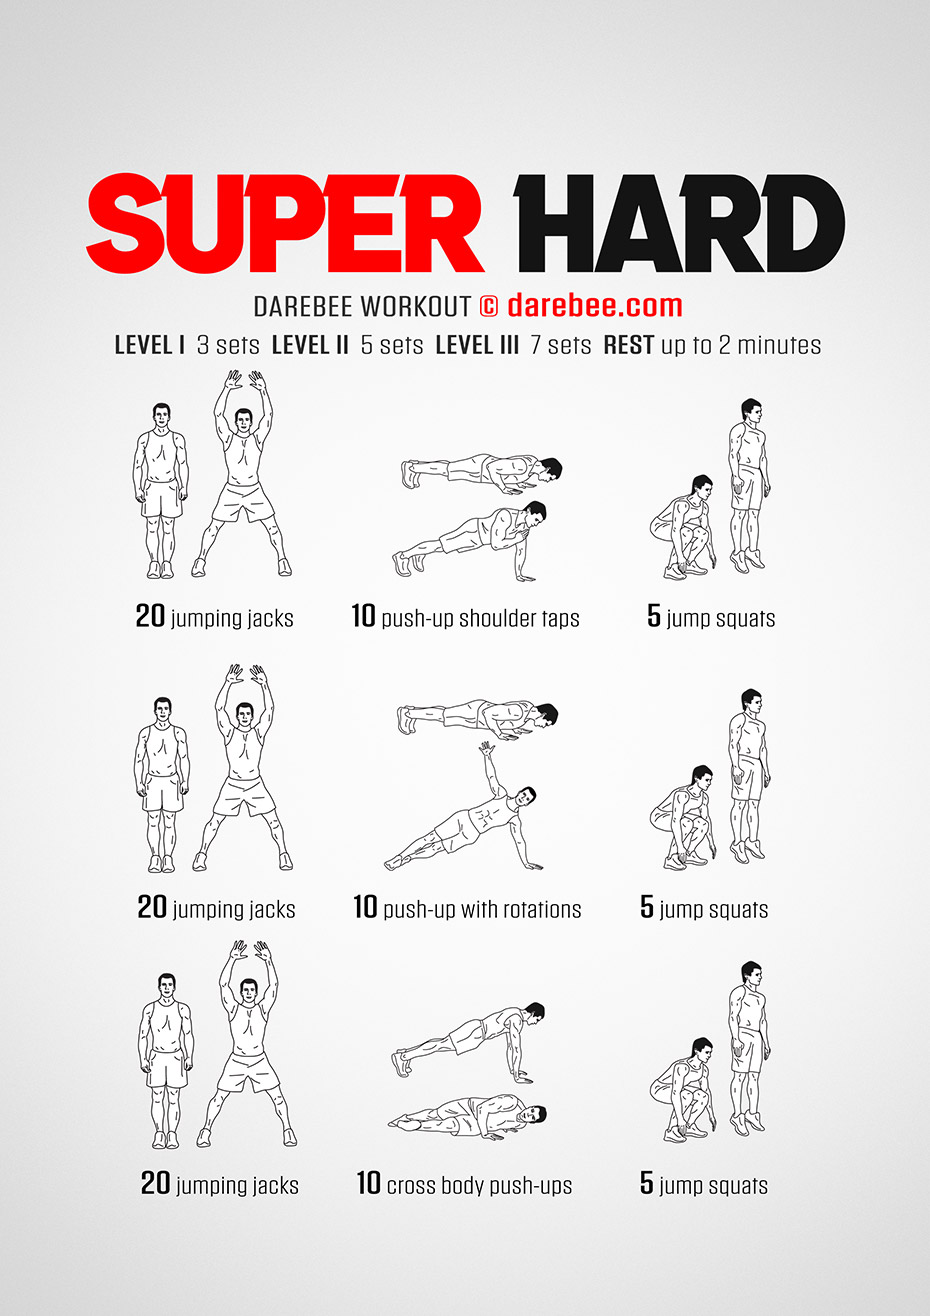 SUPER HARD
DAREBEE WORKOUT © darebee.com
LEVEL I 3 sets LEVEL II 5 sets LEVEL III 7 sets REST up to 2 minutes
20 jumping jacks 10 push-up shoulder taps 5 jump squats
20 jumping jacks 10 push-up with rotations 5 jump squats
20 jumping jacks 10 cross body push-ups 5 jump squats